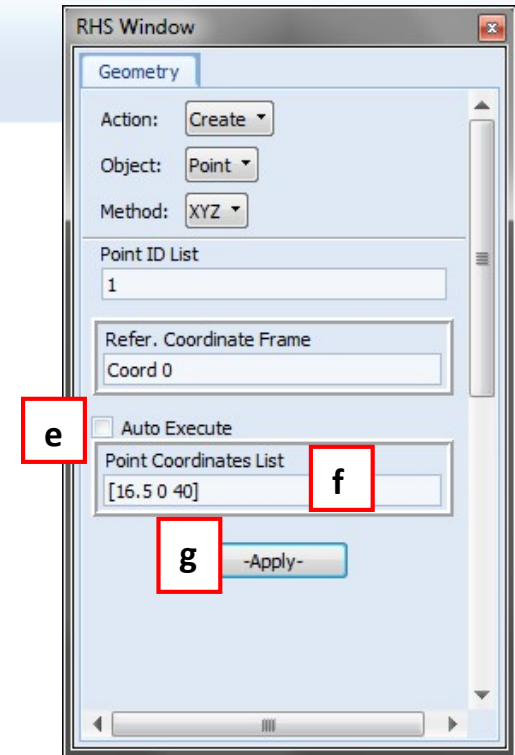 RHS Window
Geometry
Action: Create
Object: Point
Method: XYZ
Point ID List
1
Refer. Coordinate Frame
Coord 0
e Auto Execute
Point Coordinates List
[16.5 0 40] f
g -Apply-